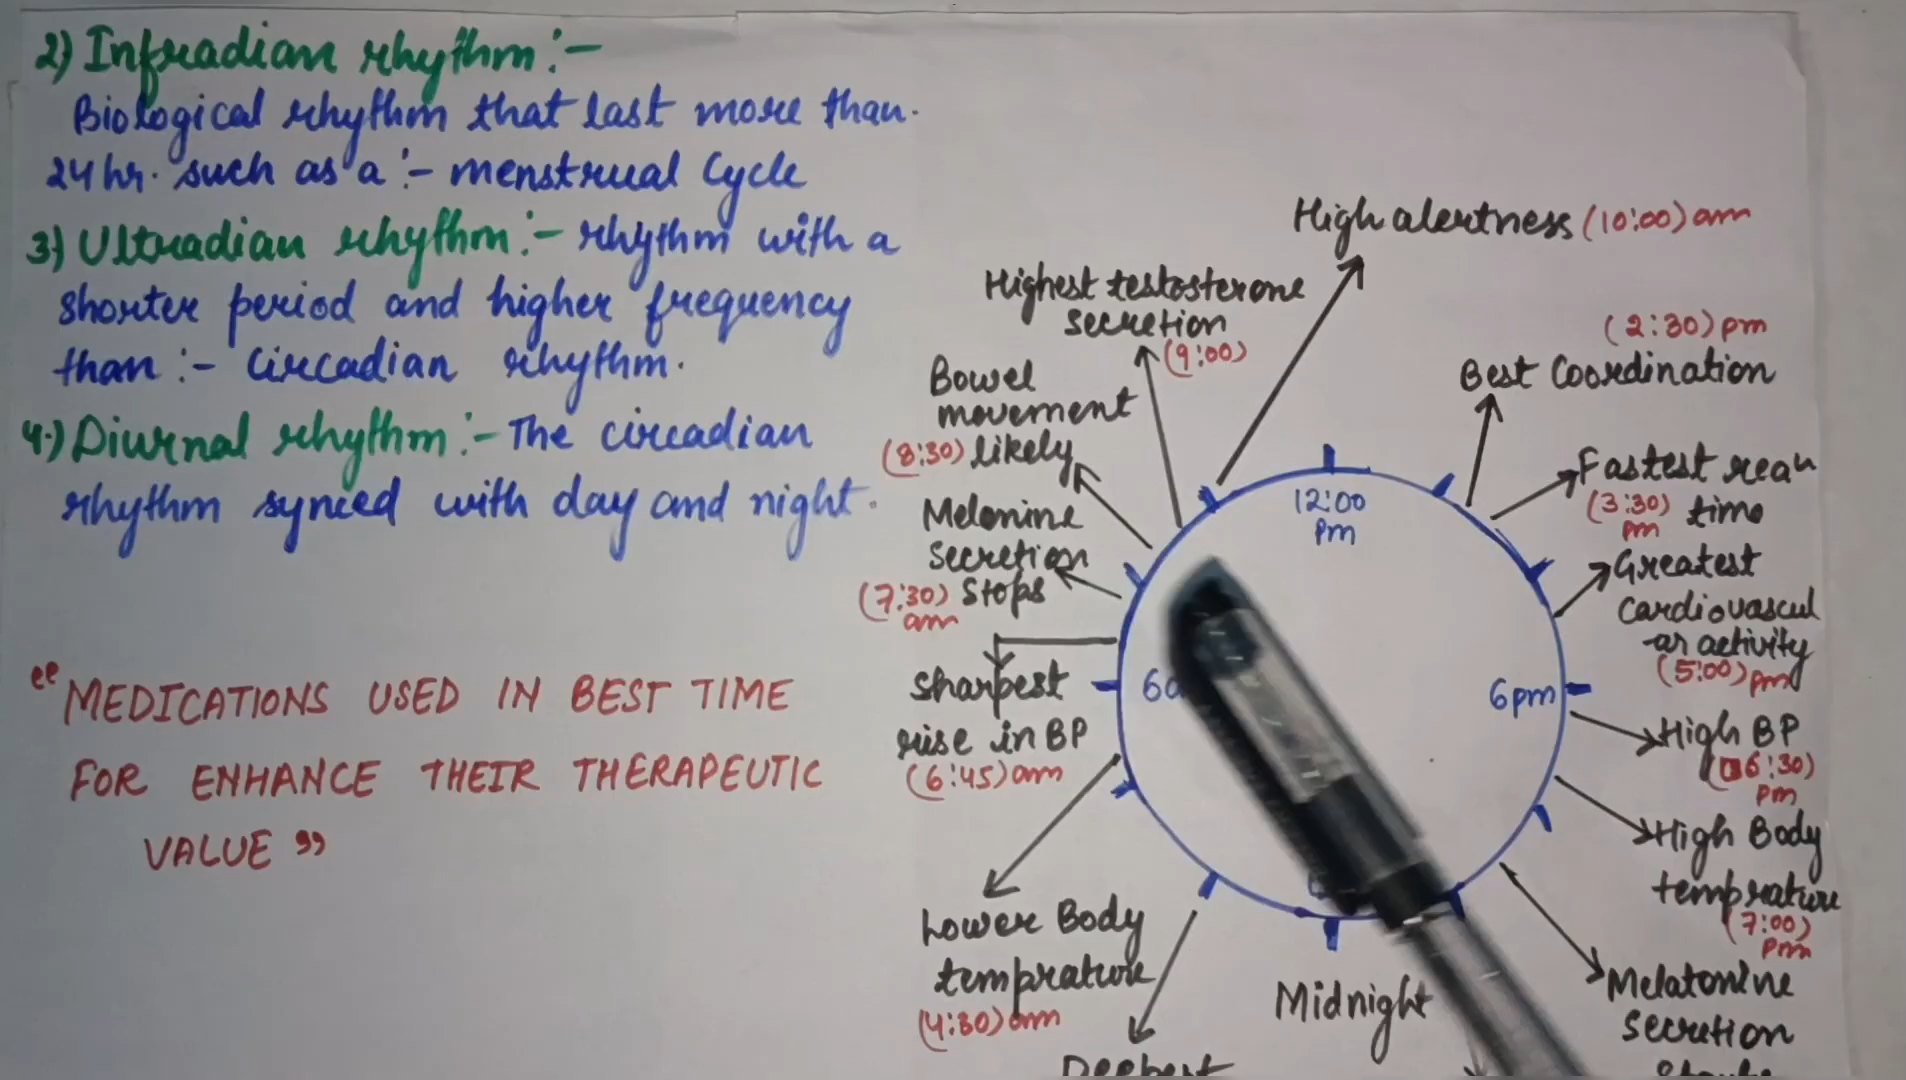 2) Infradian rhythm:-
Biological rhythm that last more than.
24 hr. such as a :- menstrual Cycle
3) Ultradian rhythm:- rhythm with a
shorter period and higher frequency
than :- Circadian rhythm.
4.) Diurnal rhythm:- The circadian
rhythm synced with day and night.
"MEDICATIONS USED IN BEST TIME
FOR ENHANCE THEIR THERAPEUTIC
VALUE"
High alertness (10:00) am
Highest testosterone
secretion
(9:00)
Bowel
movement
(8:30) likely
Melonine
secretion
(7:30) stops
am
Sharpest
rise in BP
(6:45) am
Lower Body
temprature
(4:30) am
Deepest
12:00
Pm
6pm
Midnight
(2:30) pm
Best Coordination
Fastest
(3:30) time
pm
Greatest
Cardiovascul
-ar activity
(5:00) pm
High BP
(6:30)
pm
High Body
temprature
(7:00)
pm
Melatonine
secretion